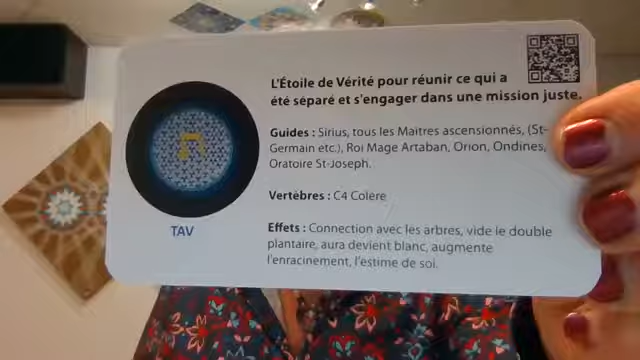 L'Étoile de Vérité pour réunir ce qui a
été séparé et s'engager dans une mission juste.
Guides : Sirius, tous les Maitres ascensionnés, (St-
Germain etc.), Roi Mage Artaban, Orion, Ondines,
Oratoire St-Joseph.
Vertèbres : C4 Colère
Effets : Connection avec les arbres, vide le double
plantaire, aura devient blanc, augmente
l'enracinement, l'estime de soi.
ת
TAV